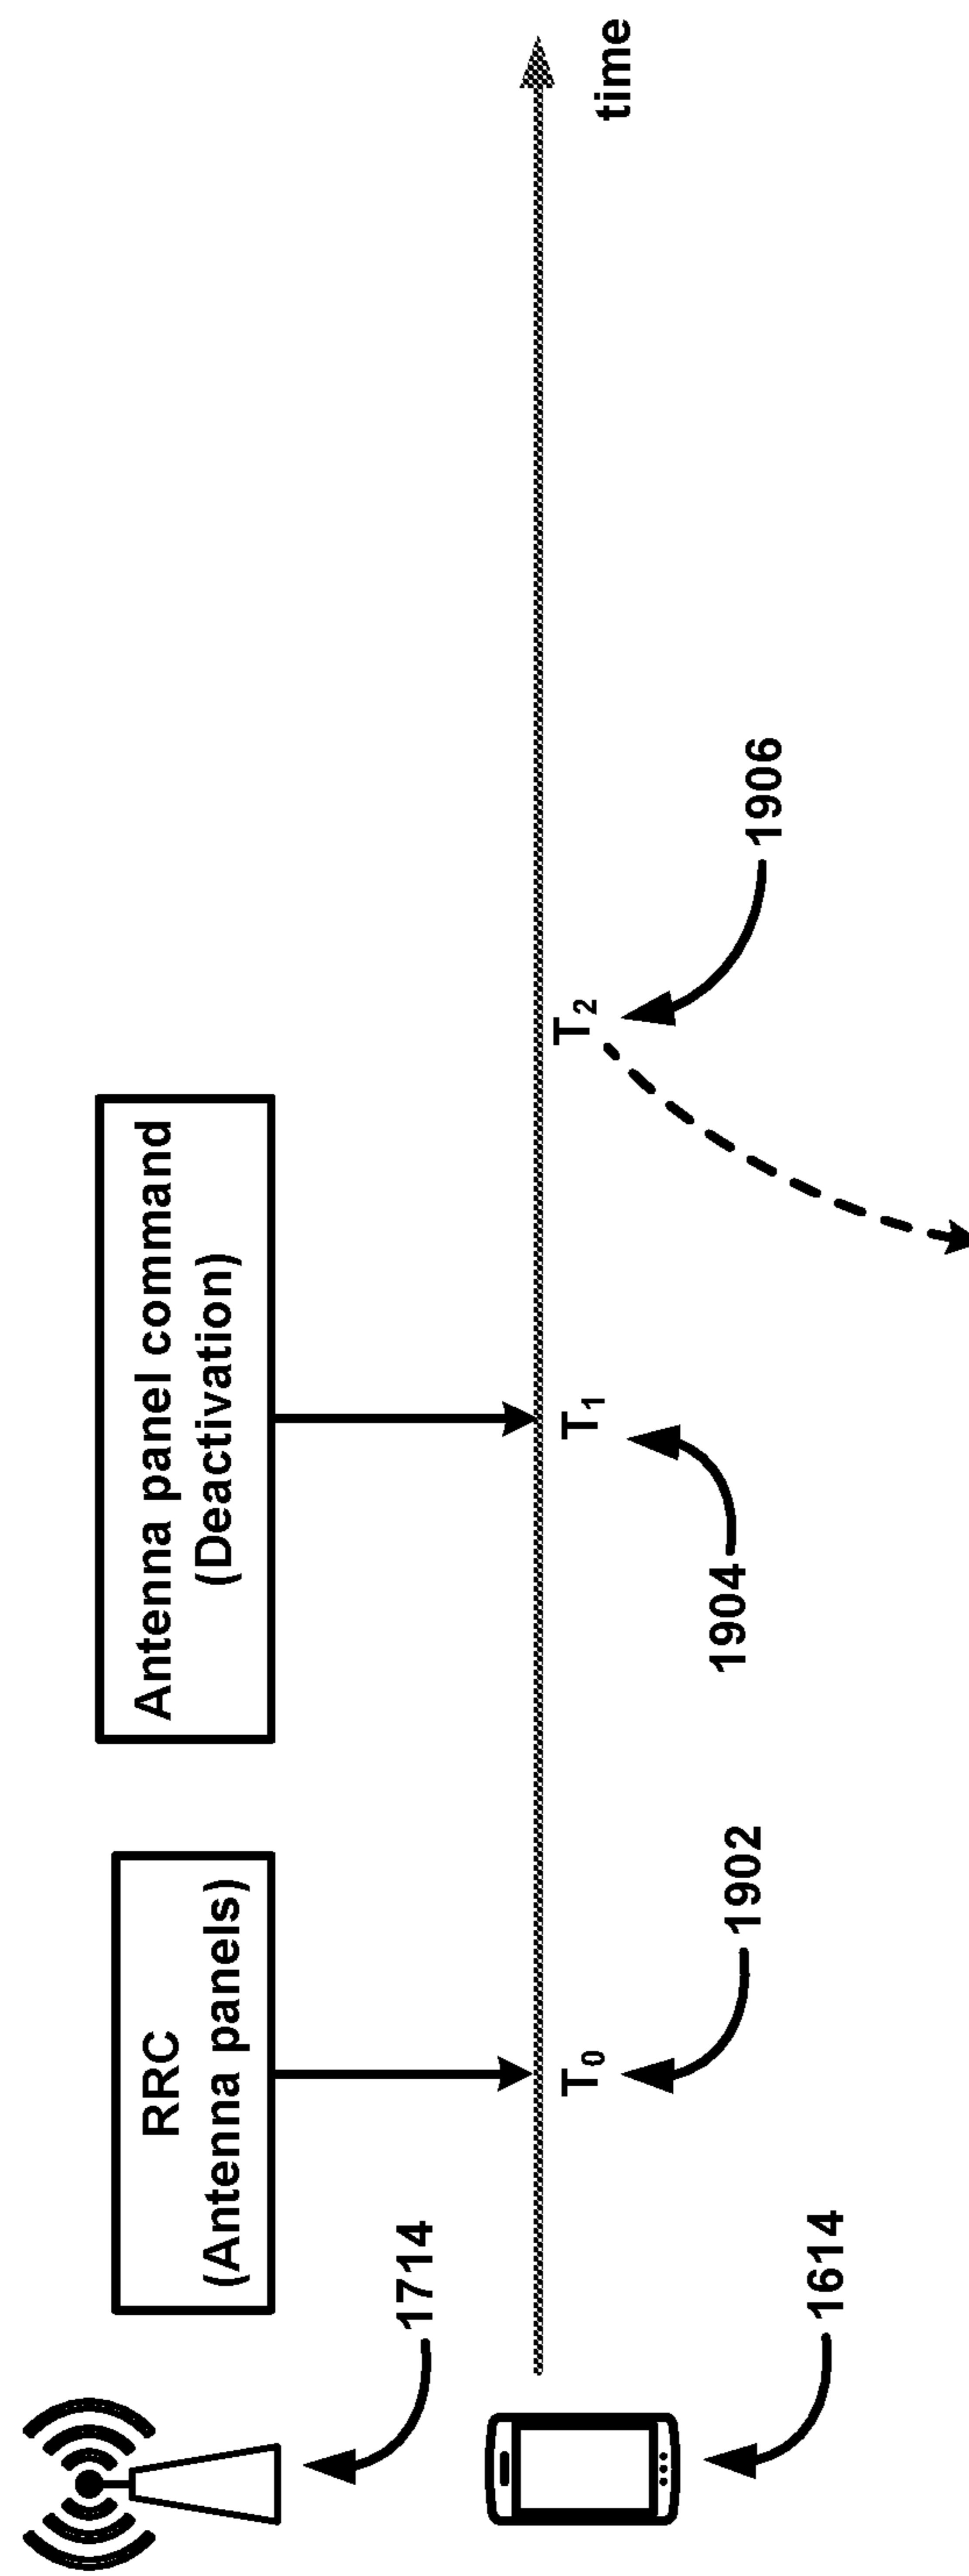 RRC
(Antenna panels)
Antenna panel command
(Deactivation)
time
T₀
T₁
T₂
1714
1902
1904
1906
1614